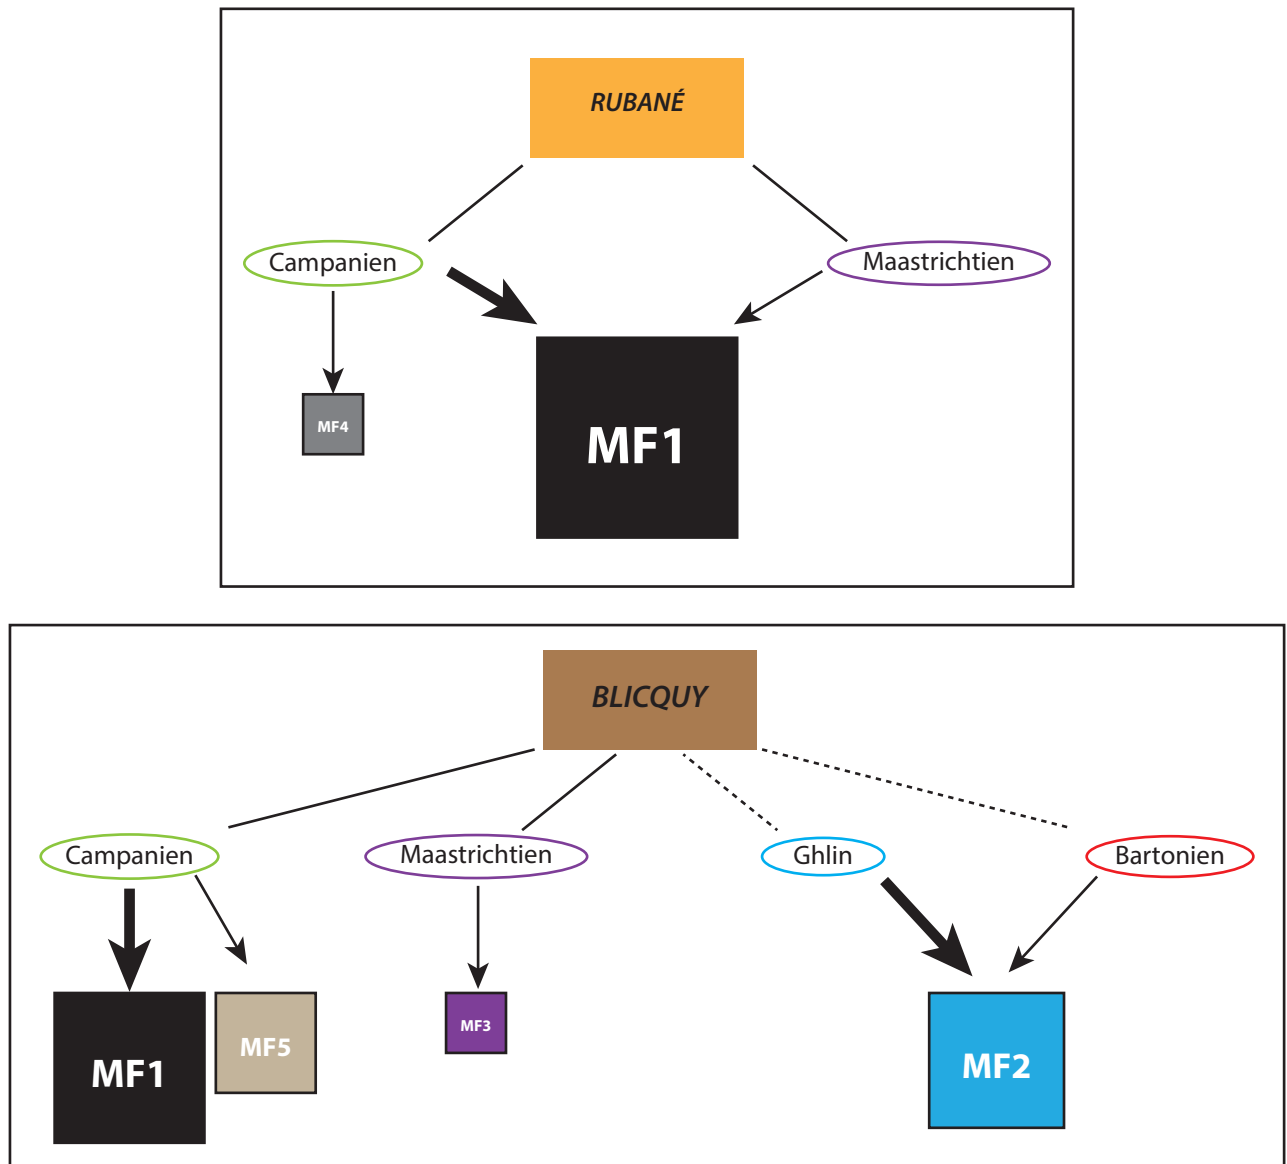 RUBANÉ
Campanien
Maastrichtien
MF4
MF1
BLICQUY
Campanien
Maastrichtien
Ghlin
Bartonien
MF1
MF5
MF3
MF2